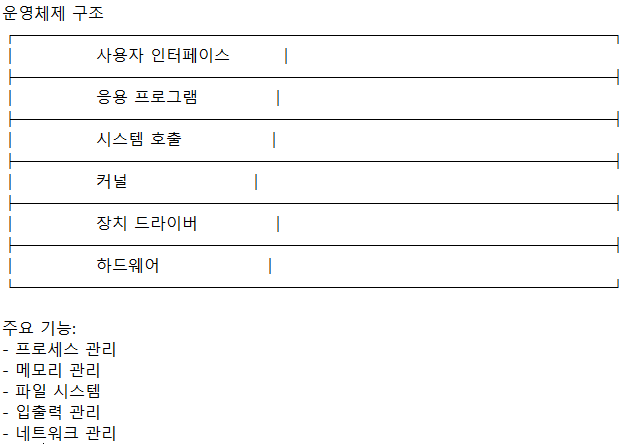 운영체제 구조
사용자 인터페이스
응용 프로그램
시스템 호출
커널
장치 드라이버
하드웨어
주요 기능:
- 프로세스 관리
- 메모리 관리
- 파일 시스템
- 입출력 관리
- 네트워크 관리